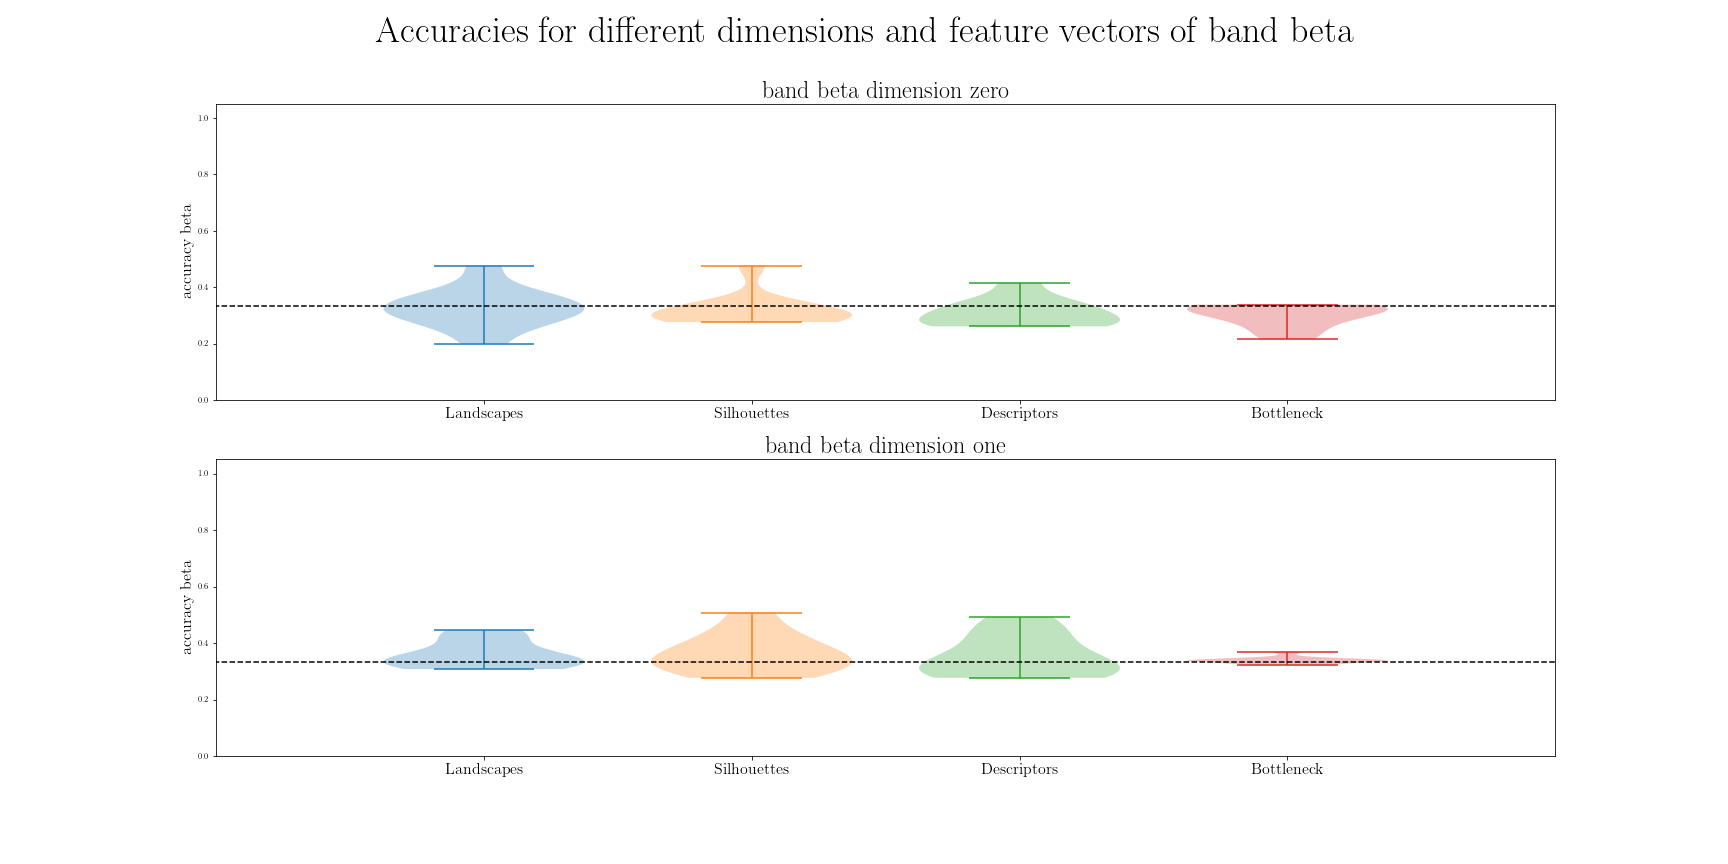 Accuracies for different dimensions and feature vectors of band beta
band beta dimension zero
1.0
0.8
0.6
0.4
0.2
0.0
accuracy beta
Landscapes Silhouettes Descriptors Bottleneck
band beta dimension one
1.0
0.8
0.6
0.4
0.2
0.0
accuracy beta
Landscapes Silhouettes Descriptors Bottleneck